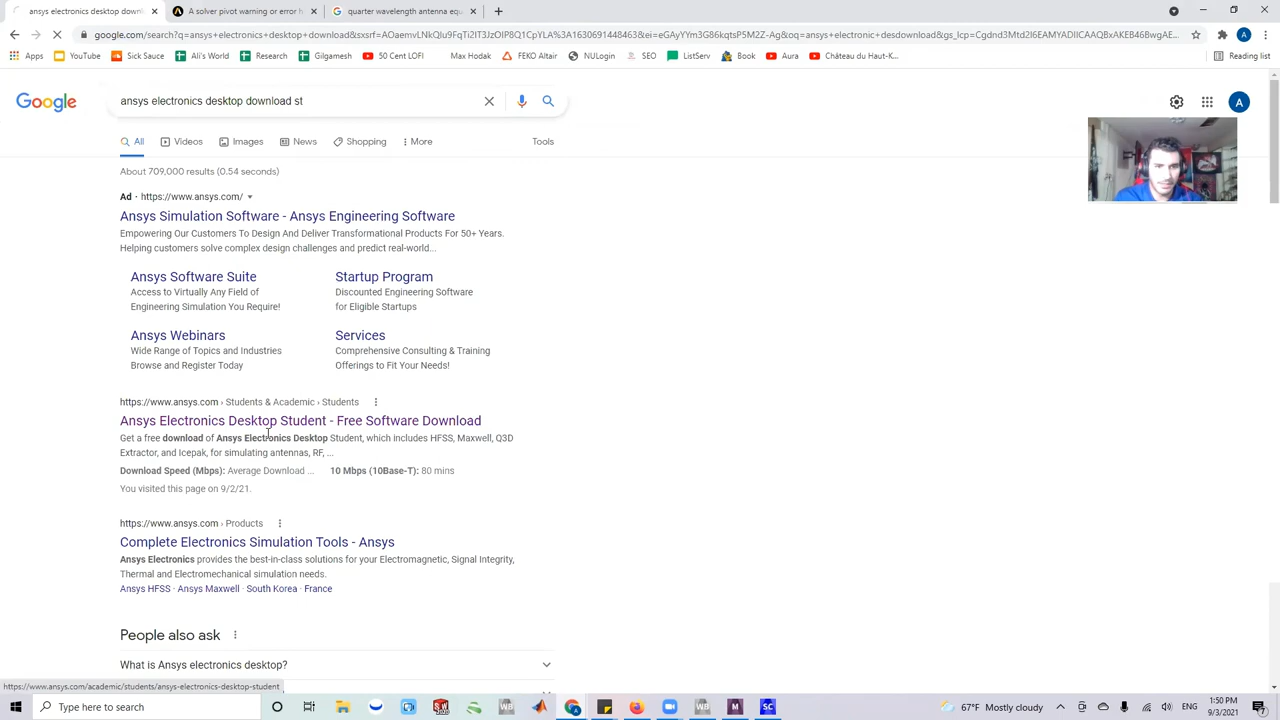 ansys electronics desktop down
Annotating or moving or error h
quarter wavelength antenna equ
google.com/search?q=ansys+electronics+desktop+download&sxsrf=AOaemvLNkQlu9FqTi2IT3JzOIP8Q1CpYLA%3A1630691448463&ei=eGAyYYm3G86kqtsP5M2Z-Ag&oq=ansys+electronic+desdownload&gs_lcp=Cgdnd3Mtd2l6EAMYADIICAAQBxAKEB46BwgAE...
Apps
YouTube
Sick Sauce
Ali's World
Research
Gilgamesh
50 Cent LOFI
Max Hodak
FEKO Altair
NULogin
SEO
ListServ
Book
Aura
Château du Haut-K...
Reading list
Google
ansys electronics desktop download st
All
Videos
Images
News
Shopping
More
Tools
About 709,000 results (0.54 seconds)
Ad · https://www.ansys.com/
Ansys Simulation Software - Ansys Engineering Software
Empowering Our Customers To Design And Deliver Transformational Products For 50+ Years.
Helping customers solve complex design challenges and predict real-world...
Ansys Software Suite
Access to Virtually Any Field of
Engineering Simulation You Require!
Startup Program
Discounted Engineering Software
for Eligible Startups
Ansys Webinars
Wide Range of Topics and Industries
Browse and Register Today
Services
Comprehensive Consulting & Training
Offerings to Fit Your Needs!
https://www.ansys.com › Students & Academic › Students
Ansys Electronics Desktop Student - Free Software Download
Get a free download of Ansys Electronics Desktop Student, which includes HFSS, Maxwell, Q3D
Extractor, and Icepak, for simulating antennas, RF, ...
Download Speed (Mbps): Average Download ... 10 Mbps (10Base-T): 80 mins
You visited this page on 9/2/21.
https://www.ansys.com › Products
Complete Electronics Simulation Tools - Ansys
Ansys Electronics provides the best-in-class solutions for your Electromagnetic, Signal Integrity,
Thermal and Electromechanical simulation needs.
Ansys HFSS · Ansys Maxwell · South Korea · France
People also ask
What is Ansys electronics desktop?
https://www.ansys.com/academic/students/ansys-electronics-desktop-student
Type here to search
67°F Mostly cloudy
1:50 PM
9/3/2021